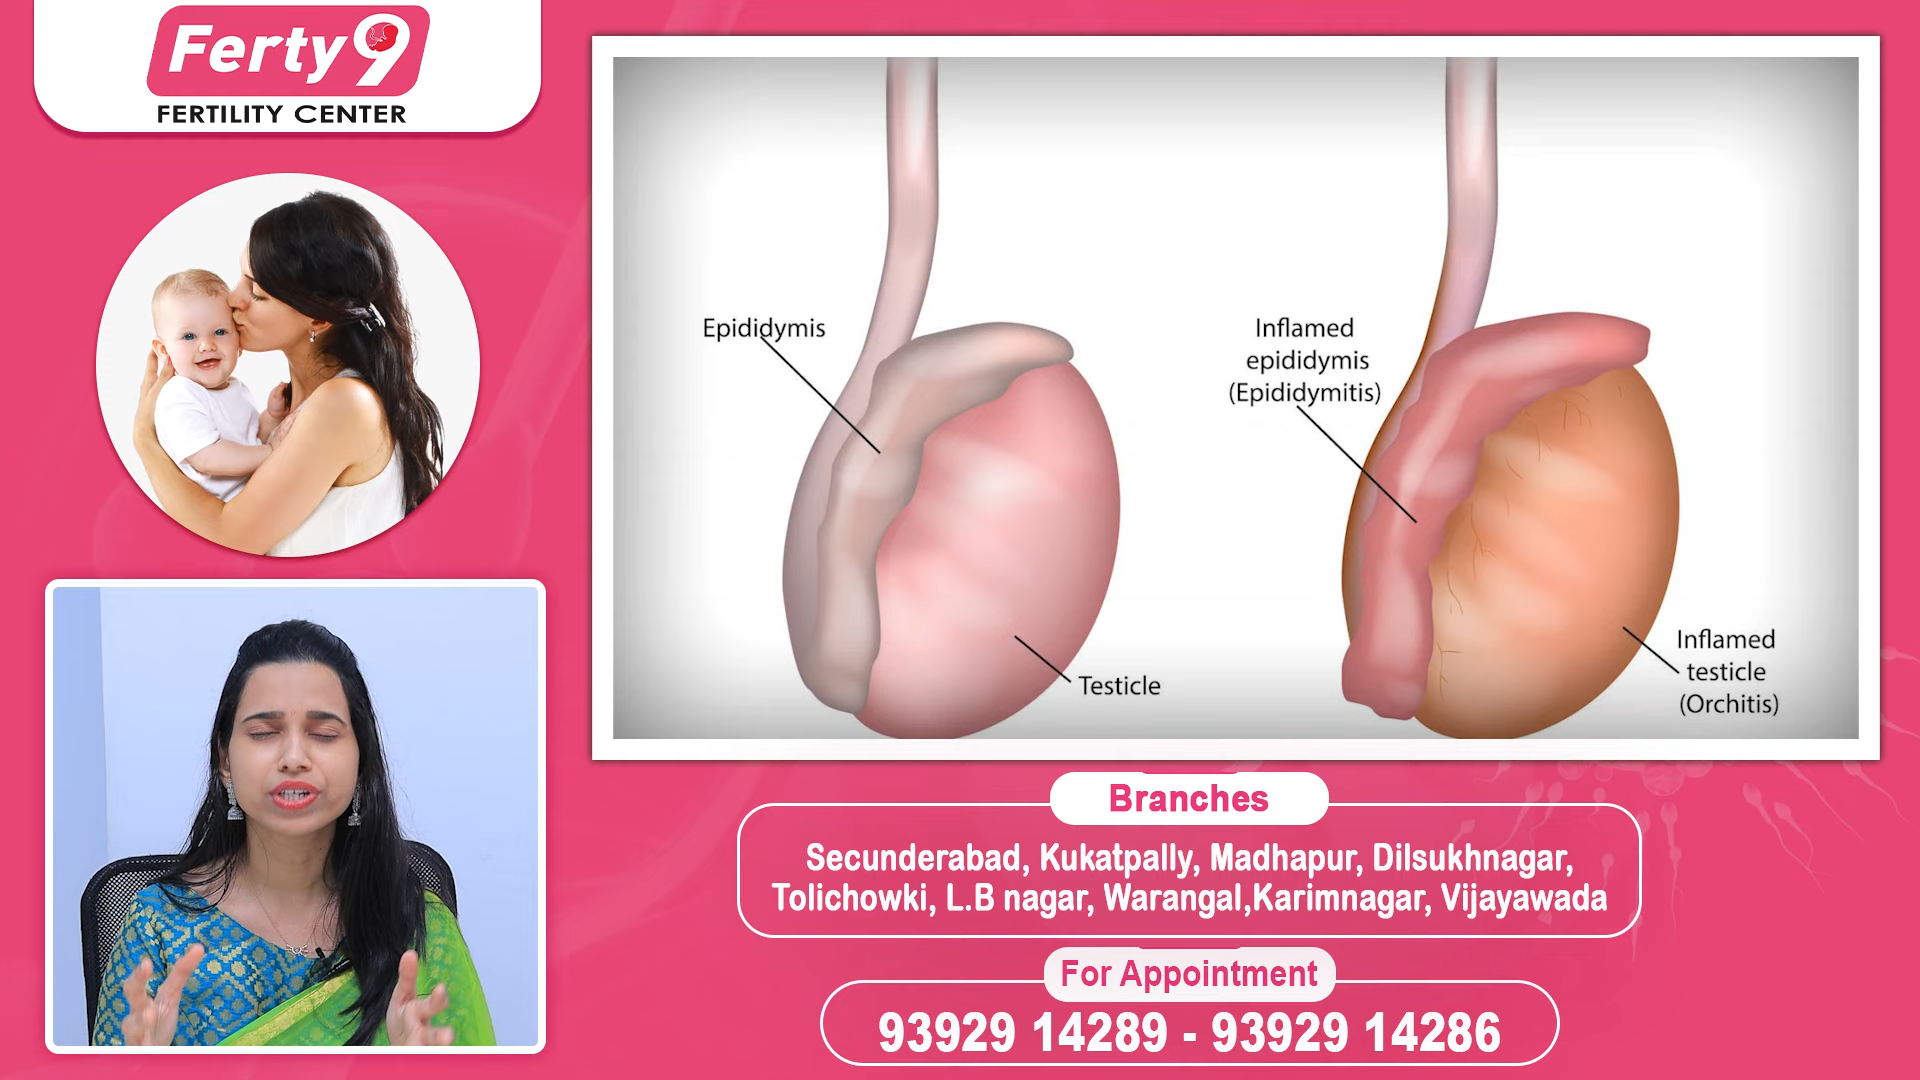 Ferty9
FERTILITY CENTER
Epididymis
Testicle
Inflamed
epididymis
(Epididymitis)
Inflamed
testicle
(Orchitis)
Branches
Secunderabad, Kukatpally, Madhapur, Dilsukhnagar,
Tolichowki, L.B nagar, Warangal,Karimnagar, Vijayawada
For Appointment
93929 14289 - 93929 14286